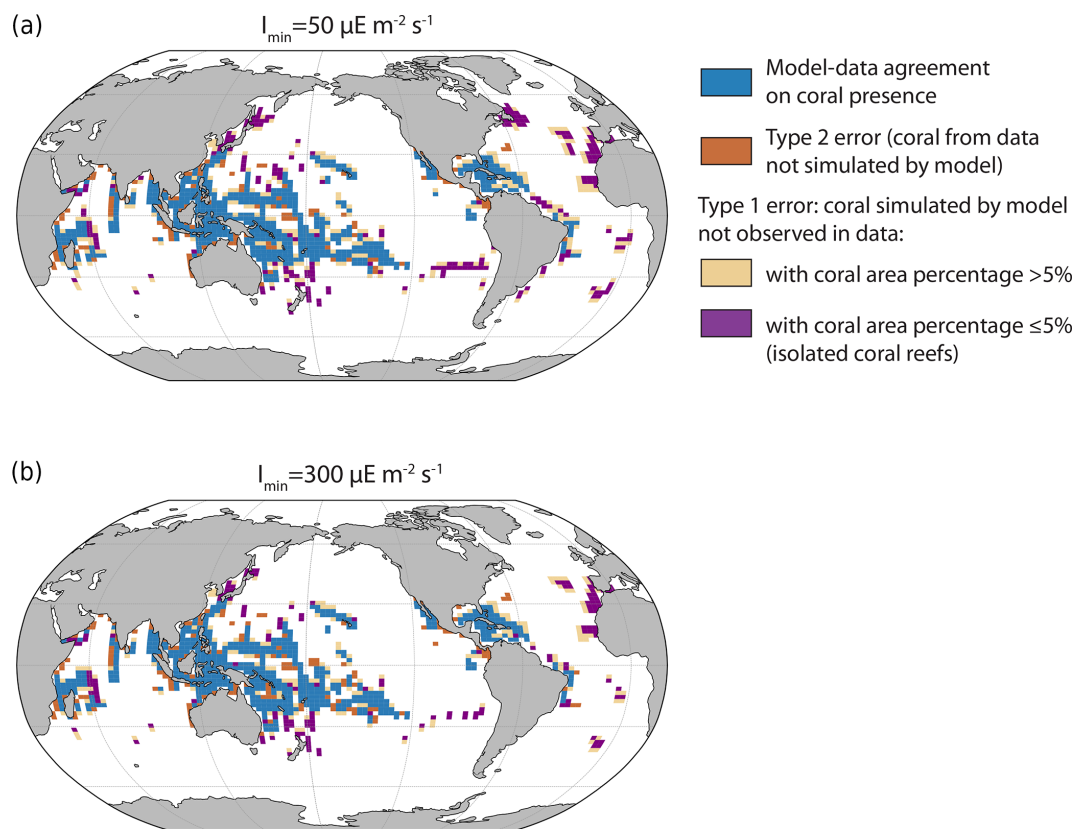 (a)
I_min=50 µE m⁻² s⁻¹
Model-data agreement
on coral presence
Type 2 error (coral from data
not simulated by model)
Type 1 error: coral simulated by model
not observed in data:
with coral area percentage >5%
with coral area percentage ≤5%
(isolated coral reefs)
(b)
I_min=300 µE m⁻² s⁻¹